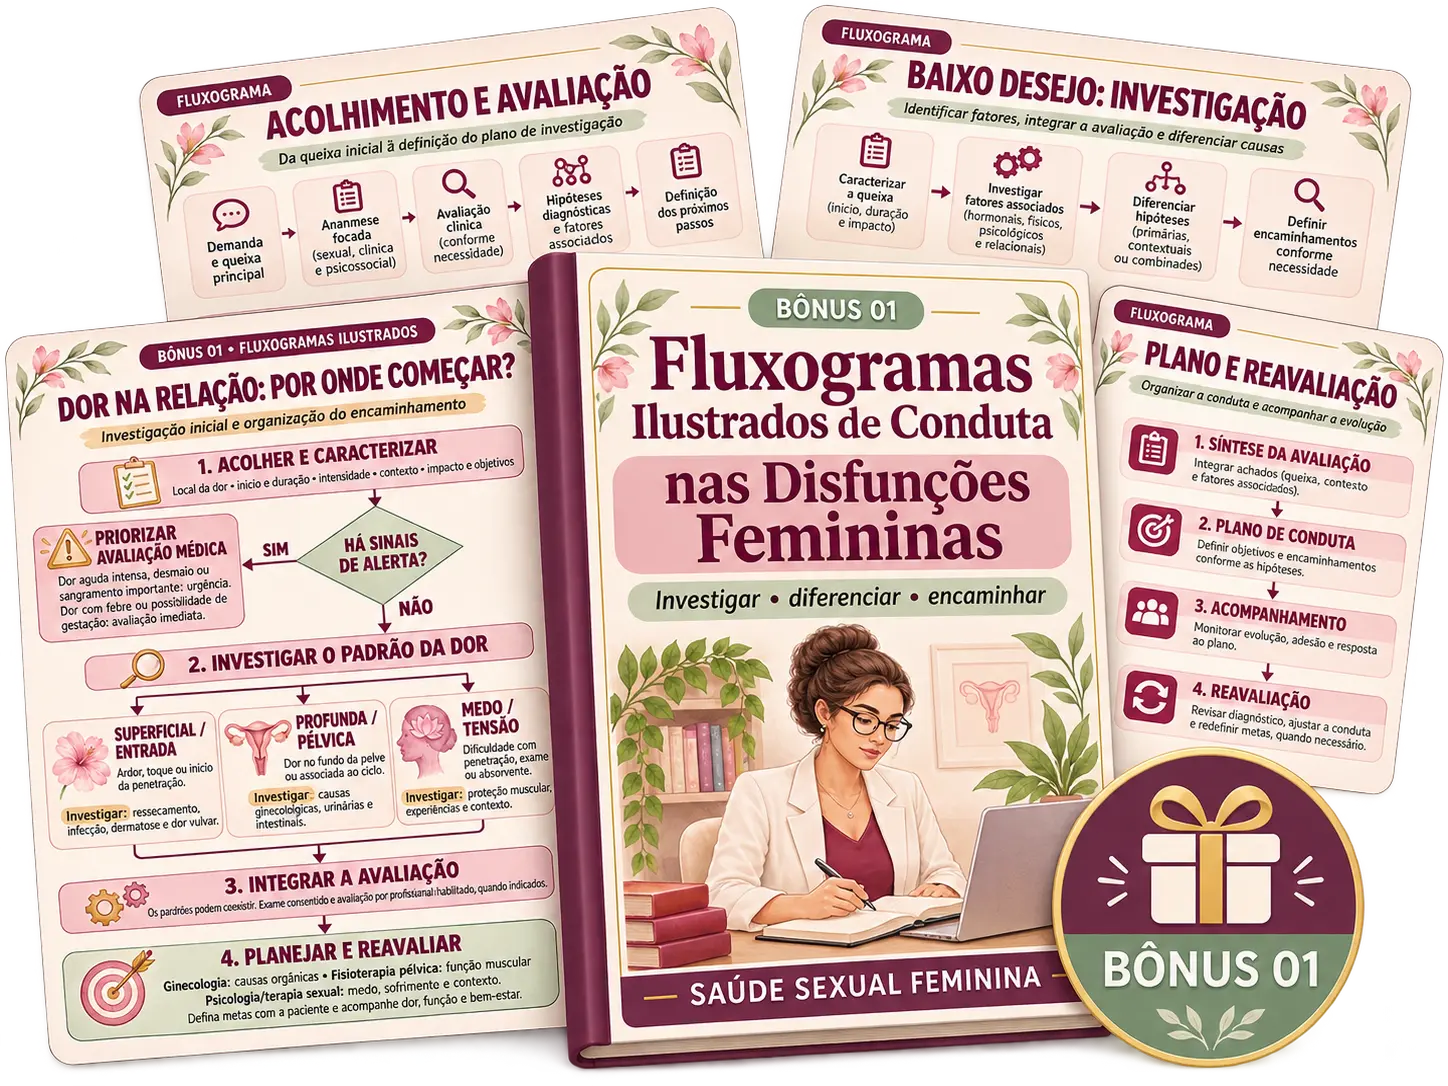 FLUXOGRAMA
ACOLHIMENTO E AVALIAÇÃO
Da queixa inicial à definição do plano de investigação
Demanda
e queixa
principal
Ananmese
focada
(sexual, clínica
e psicossocial)
Avaliação
clínica
(conforme
necessidade)
Hipóteses
diagnósticas
e fatores
associados
Definição
dos próximos
passos
FLUXOGRAMA
BAIXO DESEJO: INVESTIGAÇÃO
Identificar fatores, integrar a avaliação e diferenciar causas
Caracterizar
a queixa
(início, duração
e impacto)
Investigar
fatores associados
(hormonais, físicos,
psicológicos
e relacionais)
Diferenciar
hipóteses
(primárias,
contextuais
ou combinadas)
Definir
encaminhamentos
conforme
necessidade
BÔNUS 01 • FLUXOGRAMAS ILUSTRADOS
DOR NA RELAÇÃO: POR ONDE COMEÇAR?
Investigação inicial e organização do encaminhamento
1. ACOLHER E CARACTERIZAR
Local da dor • início e duração • intensidade • contexto • impacto e objetivos
HÁ SINAIS
DE ALERTA?
SIM
NÃO
PRIORIZAR
AVALIAÇÃO MÉDICA
Dor aguda intensa, desmaio ou
sangramento importante: urgência.
Dor com febre ou possibilidade de
gestação: avaliação imediata.
2. INVESTIGAR O PADRÃO DA DOR
SUPERFICIAL /
ENTRADA
Ardor, toque ou início
da penetração.
Investigar: ressecamento,
infecção, dermatose e dor vulvar.
PROFUNDA /
PÉLVICA
Dor no fundo da pelve
ou associada ao ciclo.
Investigar: causas
ginecológicas, urinárias e
intestinais.
MEDO /
TENSÃO
Dificuldade com
penetração, exame
ou absorvente.
Investigar: proteção muscular,
experiências e contexto.
3. INTEGRAR A AVALIAÇÃO
Os padrões podem coexistir. Exame consentido e avaliação por profissional habilitado, quando indicados.
4. PLANEJAR E REAVALIAR
Ginecologia: causas orgânicas • Fisioterapia pélvica: função muscular
Psicologia/terapia sexual: medo, sofrimento e contexto.
Defina metas com a paciente e acompanhe dor, função e bem-estar.
BÔNUS 01
Fluxogramas
Ilustrados de Conduta
nas Disfunções
Femininas
Investigar • diferenciar • encaminhar
SAÚDE SEXUAL FEMININA
FLUXOGRAMA
PLANO E REAVALIAÇÃO
Organizar a conduta e acompanhar a evolução
1. SÍNTESE DA AVALIAÇÃO
Integrar achados (queixa, contexto
e fatores associados).
2. PLANO DE CONDUTA
Definir objetivos e encaminhamentos
conforme as hipóteses.
3. ACOMPANHAMENTO
Monitorar evolução, adesão e resposta
ao plano.
4. REAVALIAÇÃO
Revisar diagnóstico, ajustar a conduta
e redefinir metas, quando necessário.
BÔNUS 01